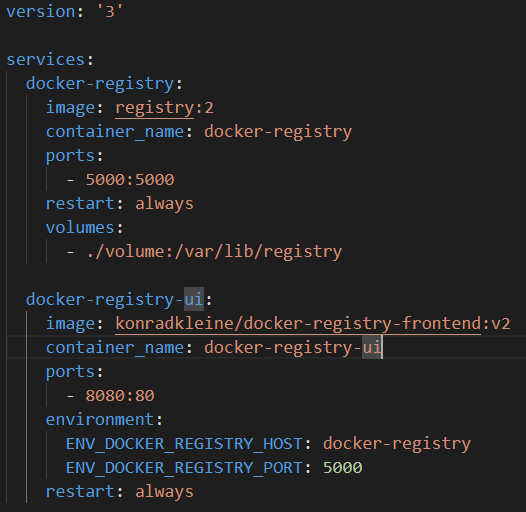 version: '3'

services:
  docker-registry:
    image: registry:2
    container_name: docker-registry
    ports:
      - 5000:5000
    restart: always
    volumes:
      - ./volume:/var/lib/registry

  docker-registry-ui:
    image: konradkleine/docker-registry-frontend:v2
    container_name: docker-registry-ui
    ports:
      - 8080:80
    environment:
      ENV_DOCKER_REGISTRY_HOST: docker-registry
      ENV_DOCKER_REGISTRY_PORT: 5000
    restart: always